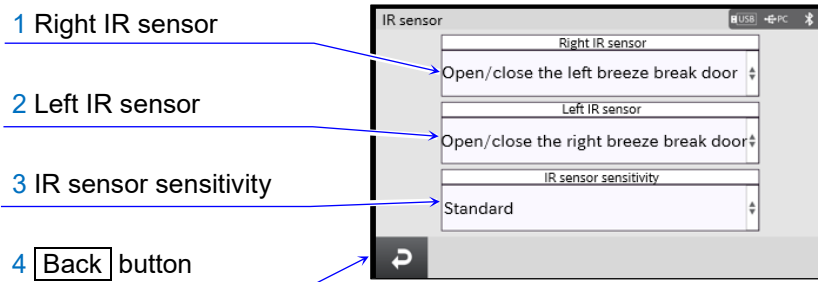 1 Right IR sensor
2 Left IR sensor
3 IR sensor sensitivity
4 Back button
IR sensor
USB PC
Right IR sensor
Open/close the left breeze break door
Left IR sensor
Open/close the right breeze break door
IR sensor sensitivity
Standard